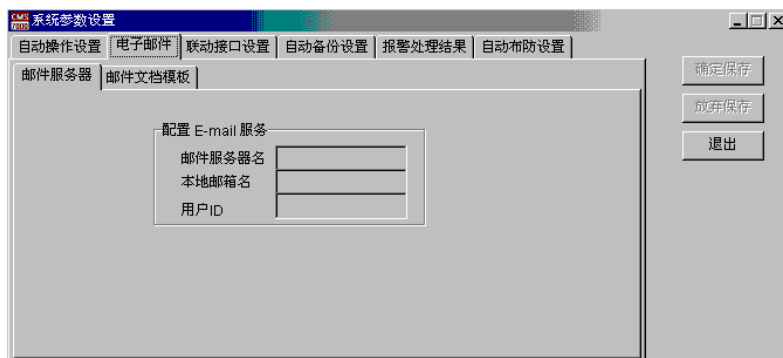 CMS
7000
系统参数设置
自动操作设置 电子邮件 联动接口设置 自动备份设置 报警处理结果 自动布防设置
邮件服务器 邮件文档模板
确定保存
放弃保存
退出
配置 E-mail 服务
邮件服务器名
本地邮箱名
用户ID